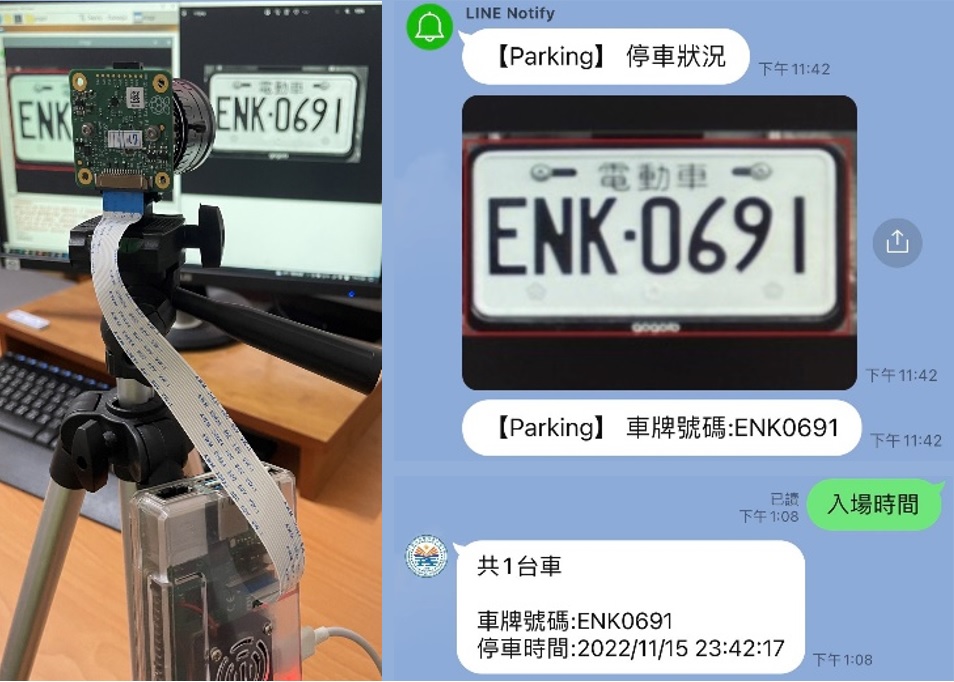 電動車
ENK
ENK·0691
LINE Notify
【Parking】 停車狀況
下午11:42
電動車
ENK·0691
gogoro
下午11:42
【Parking】 車牌號碼:ENK0691
下午11:42
入場時間
已讀
下午1:08
共1台車
車牌號碼:ENK0691
停車時間:2022/11/15 23:42:17
下午1:08